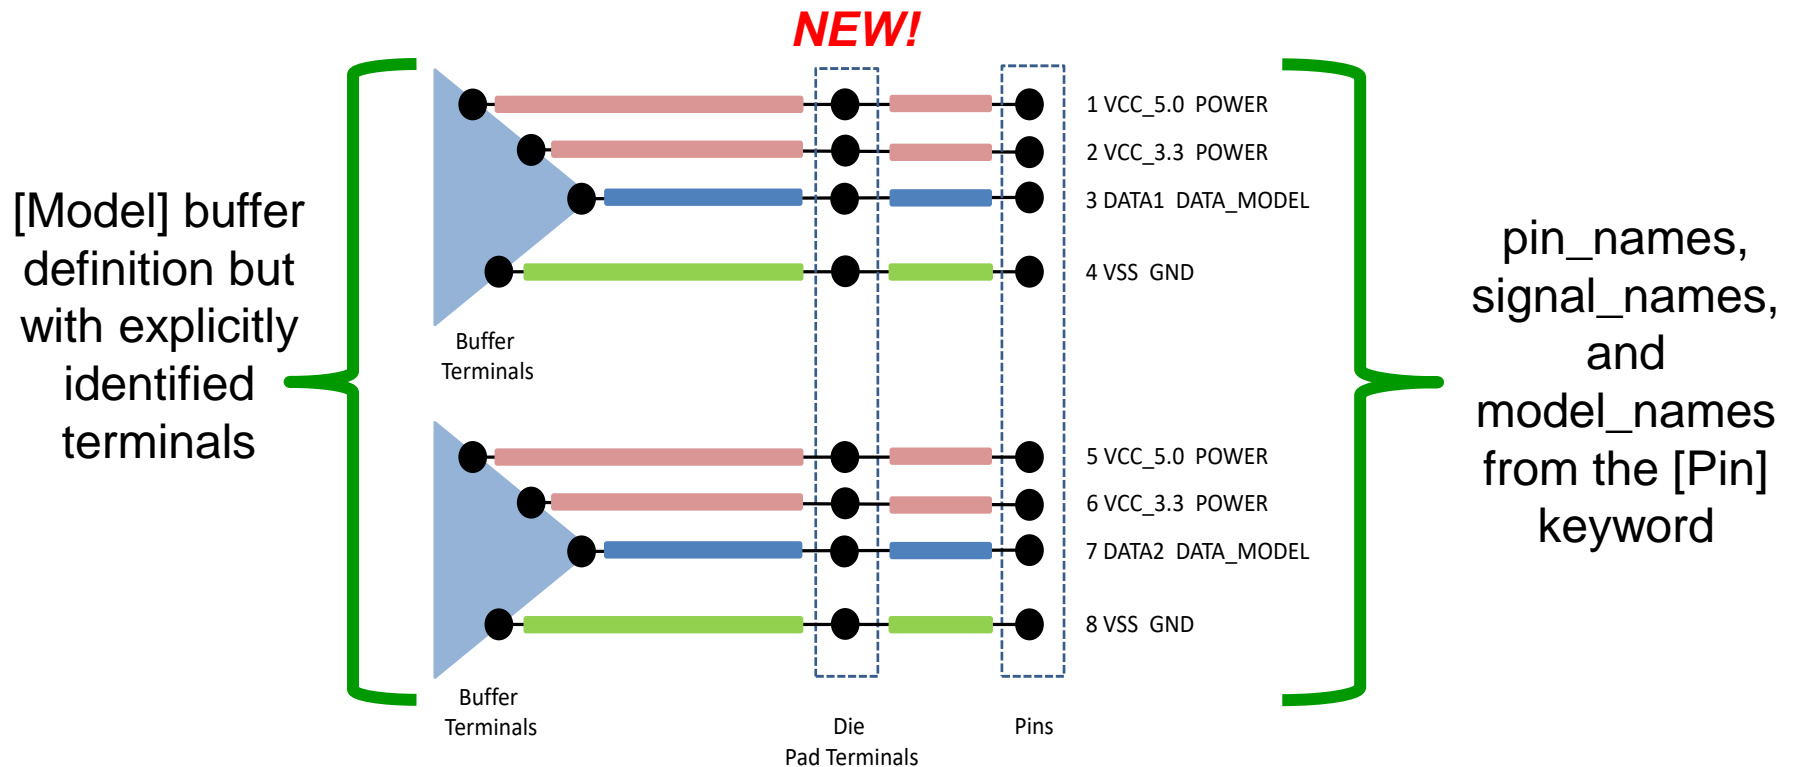 NEW!
[Model] buffer
definition but
with explicitly
identified
terminals
1 VCC_5.0 POWER
2 VCC_3.3 POWER
3 DATA1 DATA_MODEL
4 VSS GND
Buffer
Terminals
5 VCC_5.0 POWER
6 VCC_3.3 POWER
7 DATA2 DATA_MODEL
8 VSS GND
Buffer
Terminals
Die
Pad Terminals
Pins
pin_names,
signal_names,
and
model_names
from the [Pin]
keyword